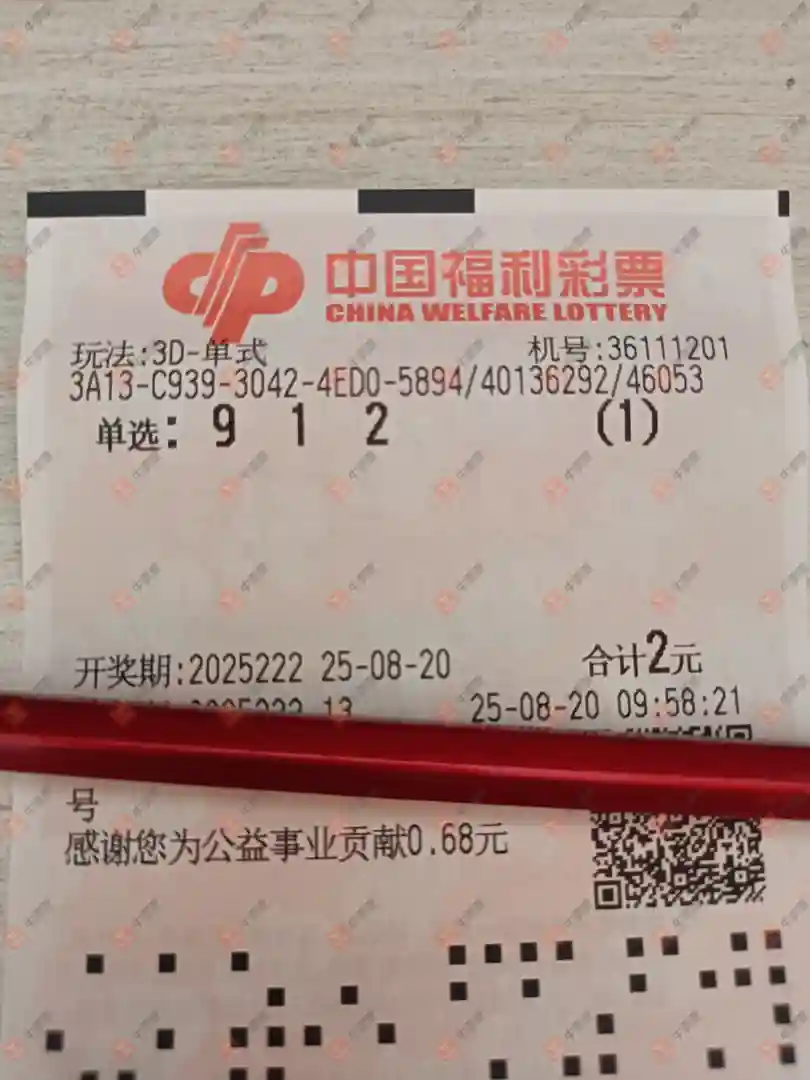 中国福利彩票
CHINA WELFARE LOTTERY
玩法:3D-单式 机号:36111201
3A13-C939-3042-4ED0-5894/40136292/46053
单选: 9 1 2 (1)
开奖期:2025222 25-08-20 合计2元
25-08-20 09:58:21
号
感谢您为公益事业贡献0.68元